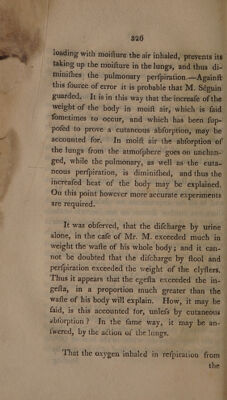 326
loading with moiſture the air inhaled, prevents its
taking up the moiſture in the lungs, and thus di-
miniſhes the pulmonary perſpiration.—Againſt
this ſource of error it is probable that M. Séguin
guarded. It is in this way that the increaſe of the
weight of the body in moiſt air, which is ſaid
ſometimes to occur, and which has been ſup-
poſed to prove a cutaneous abſorption, may be
accounted for. In moiſt air the abſorption of
the lungs from the atmoſphere goes on unchan-
ged, while the pulmonary, as well as the cuta-
neous perſpiration, is diminiſhed, and thus the
increaſed heat of the body may be explained.
On this point however more accurate experiments
are required.
It was obſerved, that the diſcharge by urine
alone, in the caſe of Mr. M. exceeded much in
weight the waſte of his whole body; and it can-
not be doubted that the diſcharge by ſtool and
perſpiration exceeded the weight of the clyſters.
Thus it appears that the egeſta exceeded the in-
geſta, in a proportion much greater than the
waſte of his body will explain. How, it may be
ſaid, is this accounted for, unleſs by cutaneous
abſorption? In the ſame way, it may be an-
ſwered, by the action of the lungs.
That the oxygen inhaled in reſpiration from
the